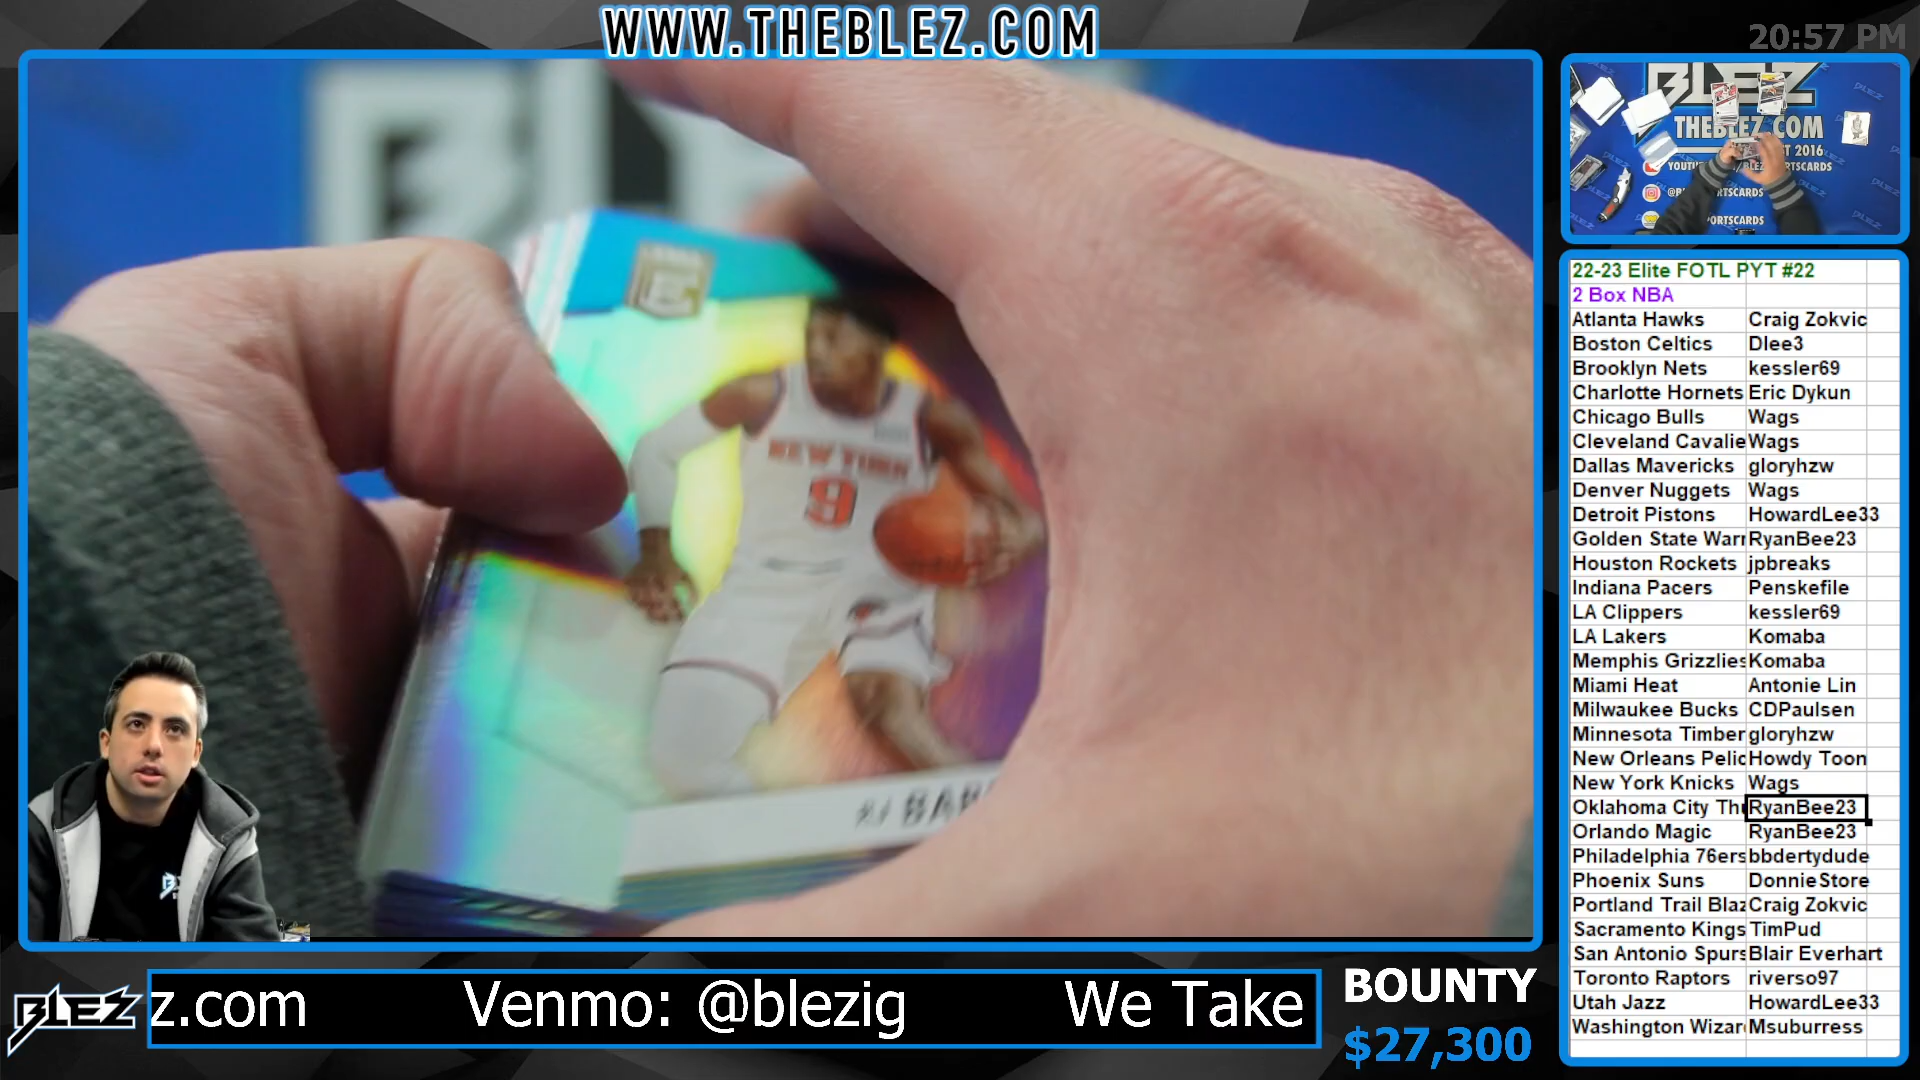 WWW.THEBLEZ.COM
20:57 PM
BLEZ
THEBLEZ.COM
2016
NEW YORK
9
RJ
22-23 Elite FOTL PYT #22
2 Box NBA
Atlanta Hawks Craig Zokvic
Boston Celtics Dlee3
Brooklyn Nets kessler69
Charlotte Hornets Eric Dykun
Chicago Bulls Wags
Cleveland Cavalie Wags
Dallas Mavericks gloryhzw
Denver Nuggets Wags
Detroit Pistons HowardLee33
Golden State Warr RyanBee23
Houston Rockets jpbreaks
Indiana Pacers Penskefile
LA Clippers kessler69
LA Lakers Komaba
Memphis Grizzlies Komaba
Miami Heat Antonie Lin
Milwaukee Bucks CDPaulsen
Minnesota Timber gloryhzw
New Orleans Pelic Howdy Toon
New York Knicks Wags
Oklahoma City Thu RyanBee23
Orlando Magic RyanBee23
Philadelphia 76ers bbdertydude
Phoenix Suns DonnieStore
Portland Trail Blaz Craig Zokvic
Sacramento Kings TimPud
San Antonio Spurs Blair Everhart
Toronto Raptors riverso97
Utah Jazz HowardLee33
Washington Wizar Msuburress
BLEZ
z.com Venmo: @blezig We Take
BOUNTY
$27,300